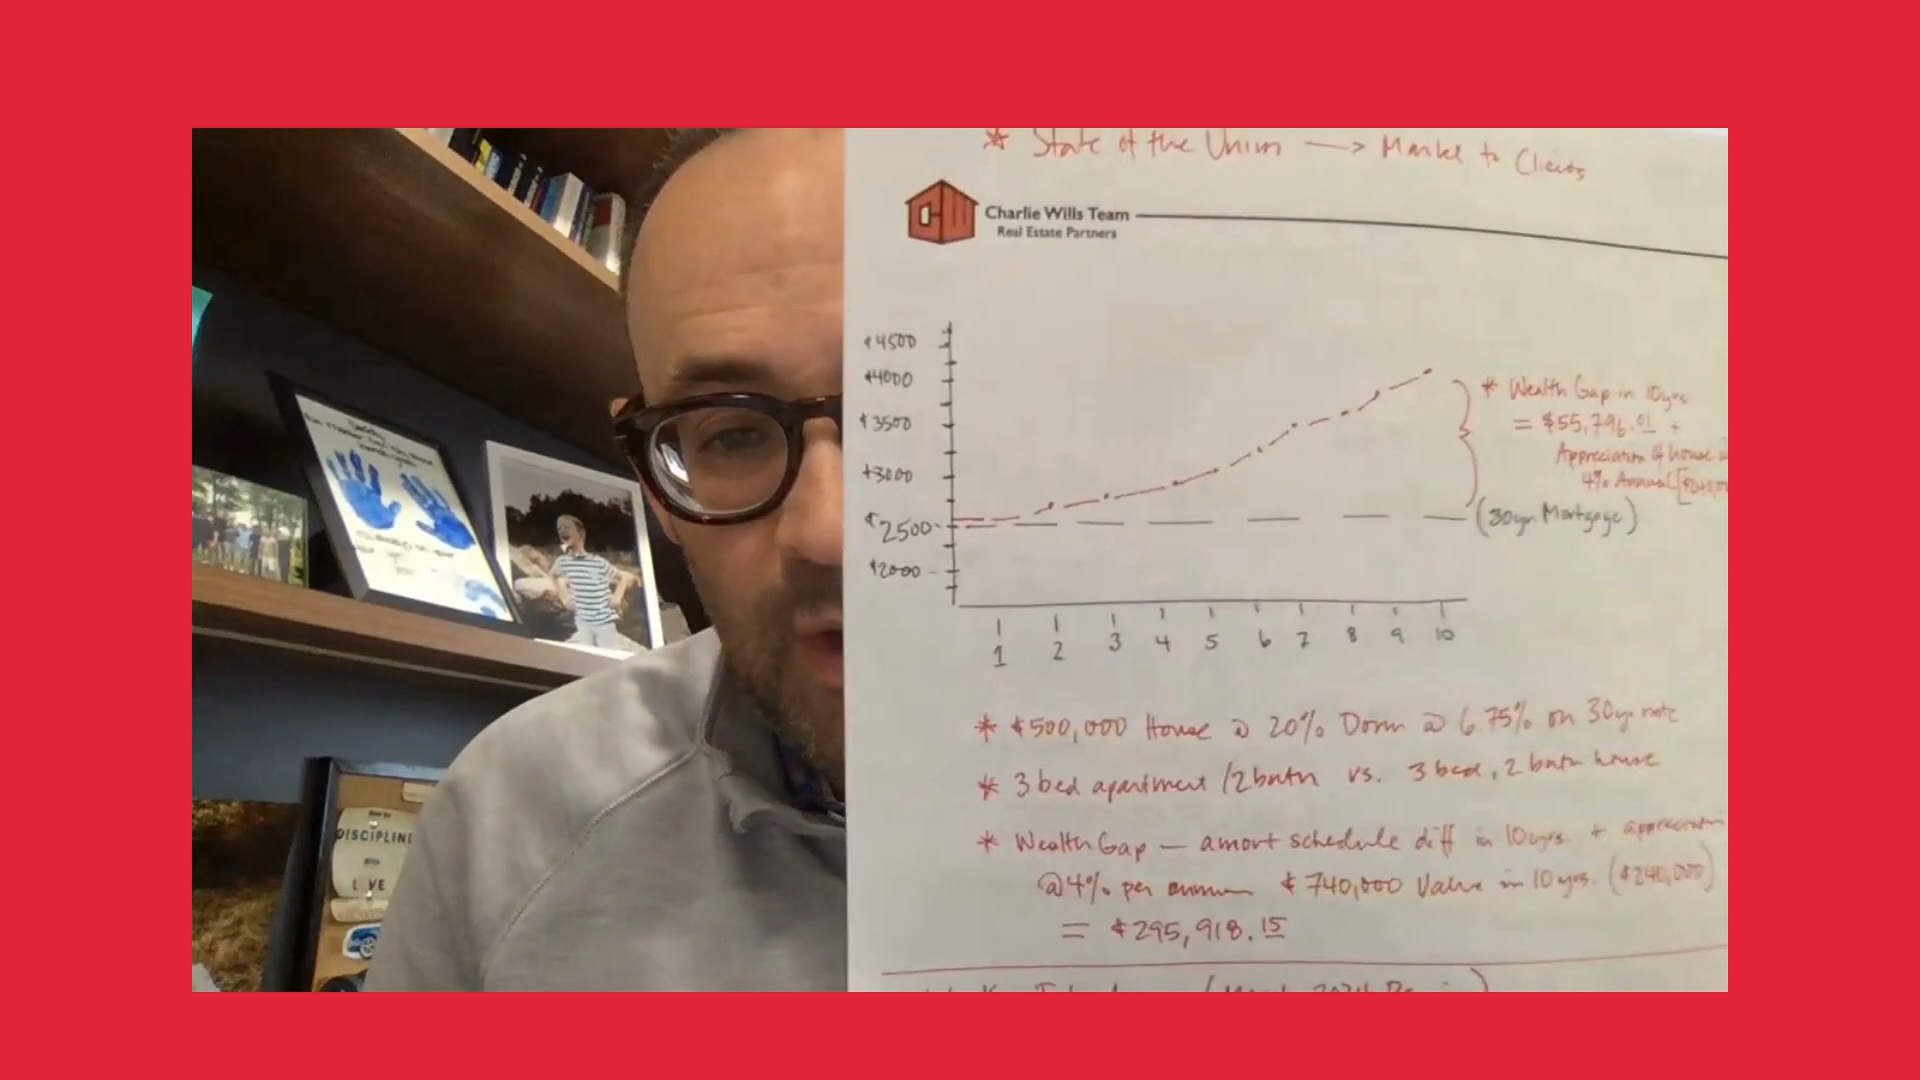 * State of the Union → Market to Clients
Charlie Wills Team
Real Estate Partners
$4500
$4000
$3500
$3000
$2500
$2000
1 2 3 4 5 6 7 8 9 10
* Wealth Gap in 10yrs
= $55,796.01 +
Appreciation of house
4% Annual
(30yr Mortgage)
* $500,000 House @ 20% Down @ 6.75% on 30yr note
* 3 bed apartment /2 bath vs. 3 bed, 2 bath house
* Wealth Gap – amort schedule diff in 10yrs + appreciation
@ 4% per annum $740,000 Value in 10yrs. ($240,000)
= $295,918.15
DISCIPLINE
With
LOVE